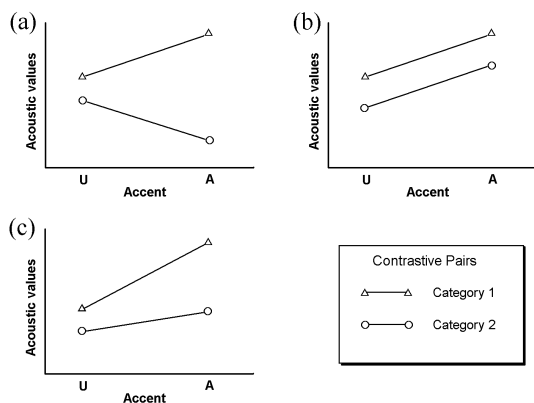 (a)
Acoustic values
U
A
Accent
(b)
Acoustic values
U
A
Accent
(c)
Acoustic values
U
A
Accent
Contrastive Pairs
Category 1
Category 2